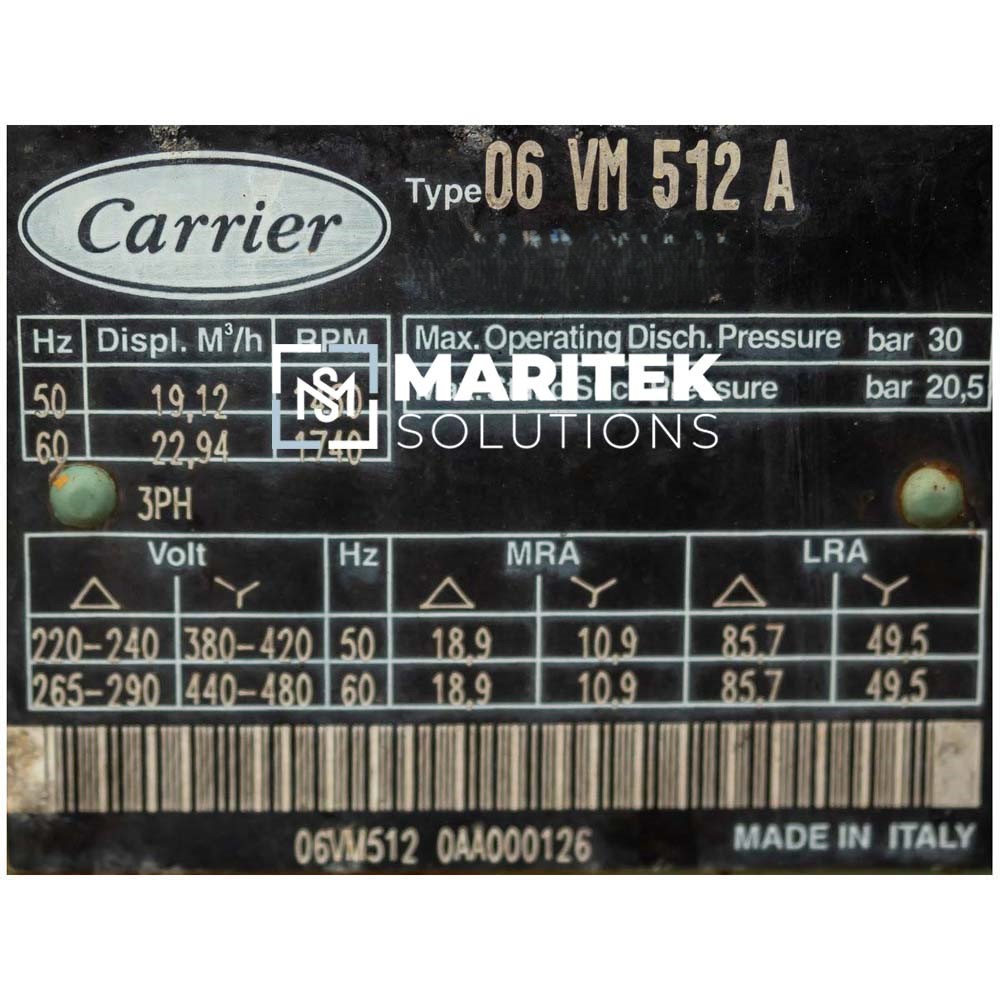 Carrier
Type 06 VM 512 A
Hz Displ. M³/h RPM
50 19,12
60 22,94 1740
Max. Operating Disch. Pressure bar 30
Pressure bar 20,5
MARITEK
SOLUTIONS
3PH
Volt Hz MRA LRA
220-240 380-420 50 18,9 10,9 85,7 49,5
265-290 440-480 60 18,9 10,9 85,7 49,5
06VM512 0AA000126
MADE IN ITALY